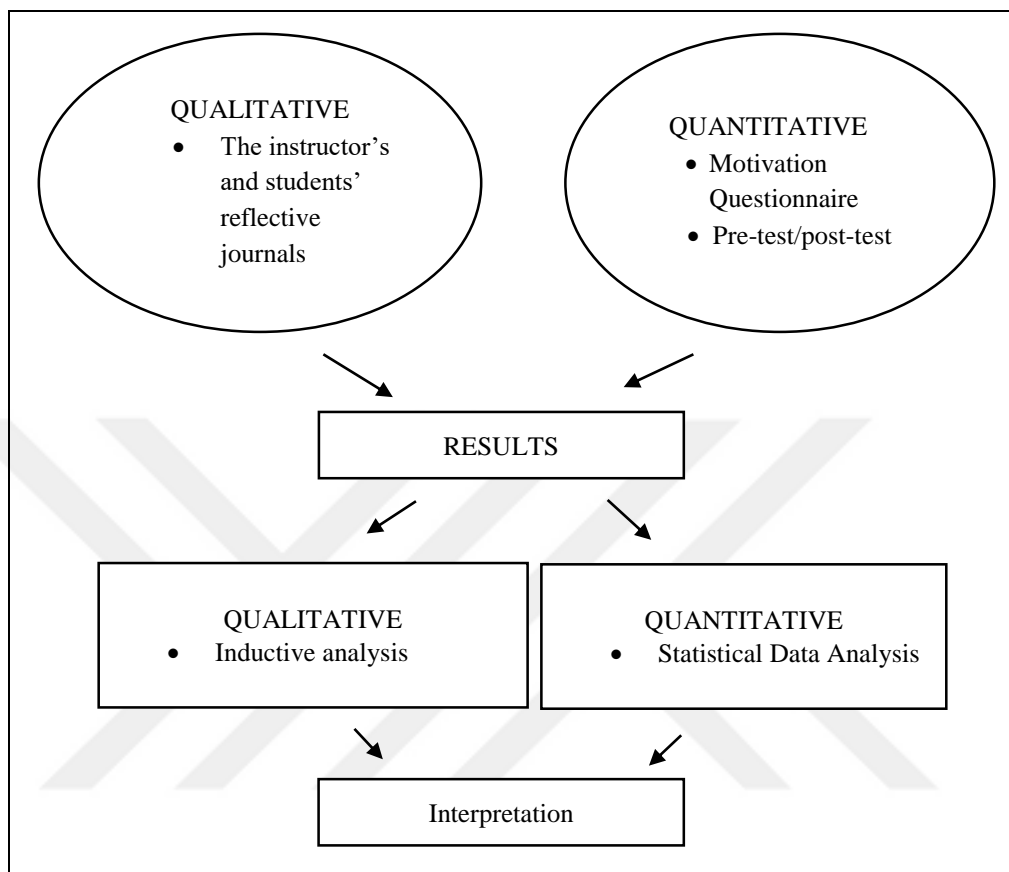 QUALITATIVE
• The instructor’s
and students’
reflective
journals
QUANTITATIVE
• Motivation
Questionnaire
• Pre-test/post-test
RESULTS
QUALITATIVE
• Inductive analysis
QUANTITATIVE
• Statistical Data Analysis
Interpretation